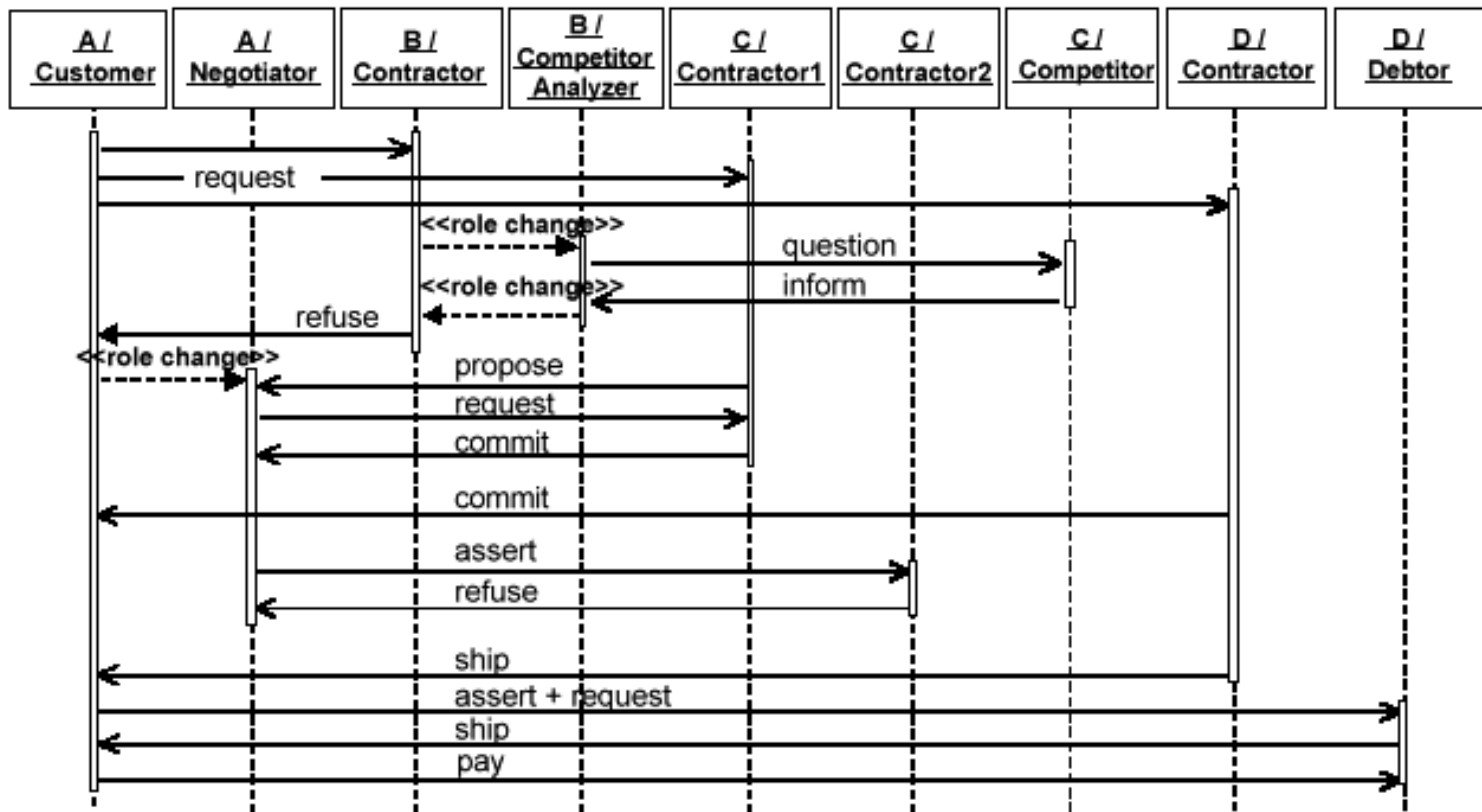 A /
Customer
A /
Negotiator
B /
Contractor
B /
Competitor
Analyzer
C /
Contractor1
C /
Contractor2
C /
Competitor
D /
Contractor
D /
Debtor
request
<<role change>>
question
<<role change>>
inform
refuse
<<role change>>
propose
request
commit
commit
assert
refuse
ship
assert + request
ship
pay